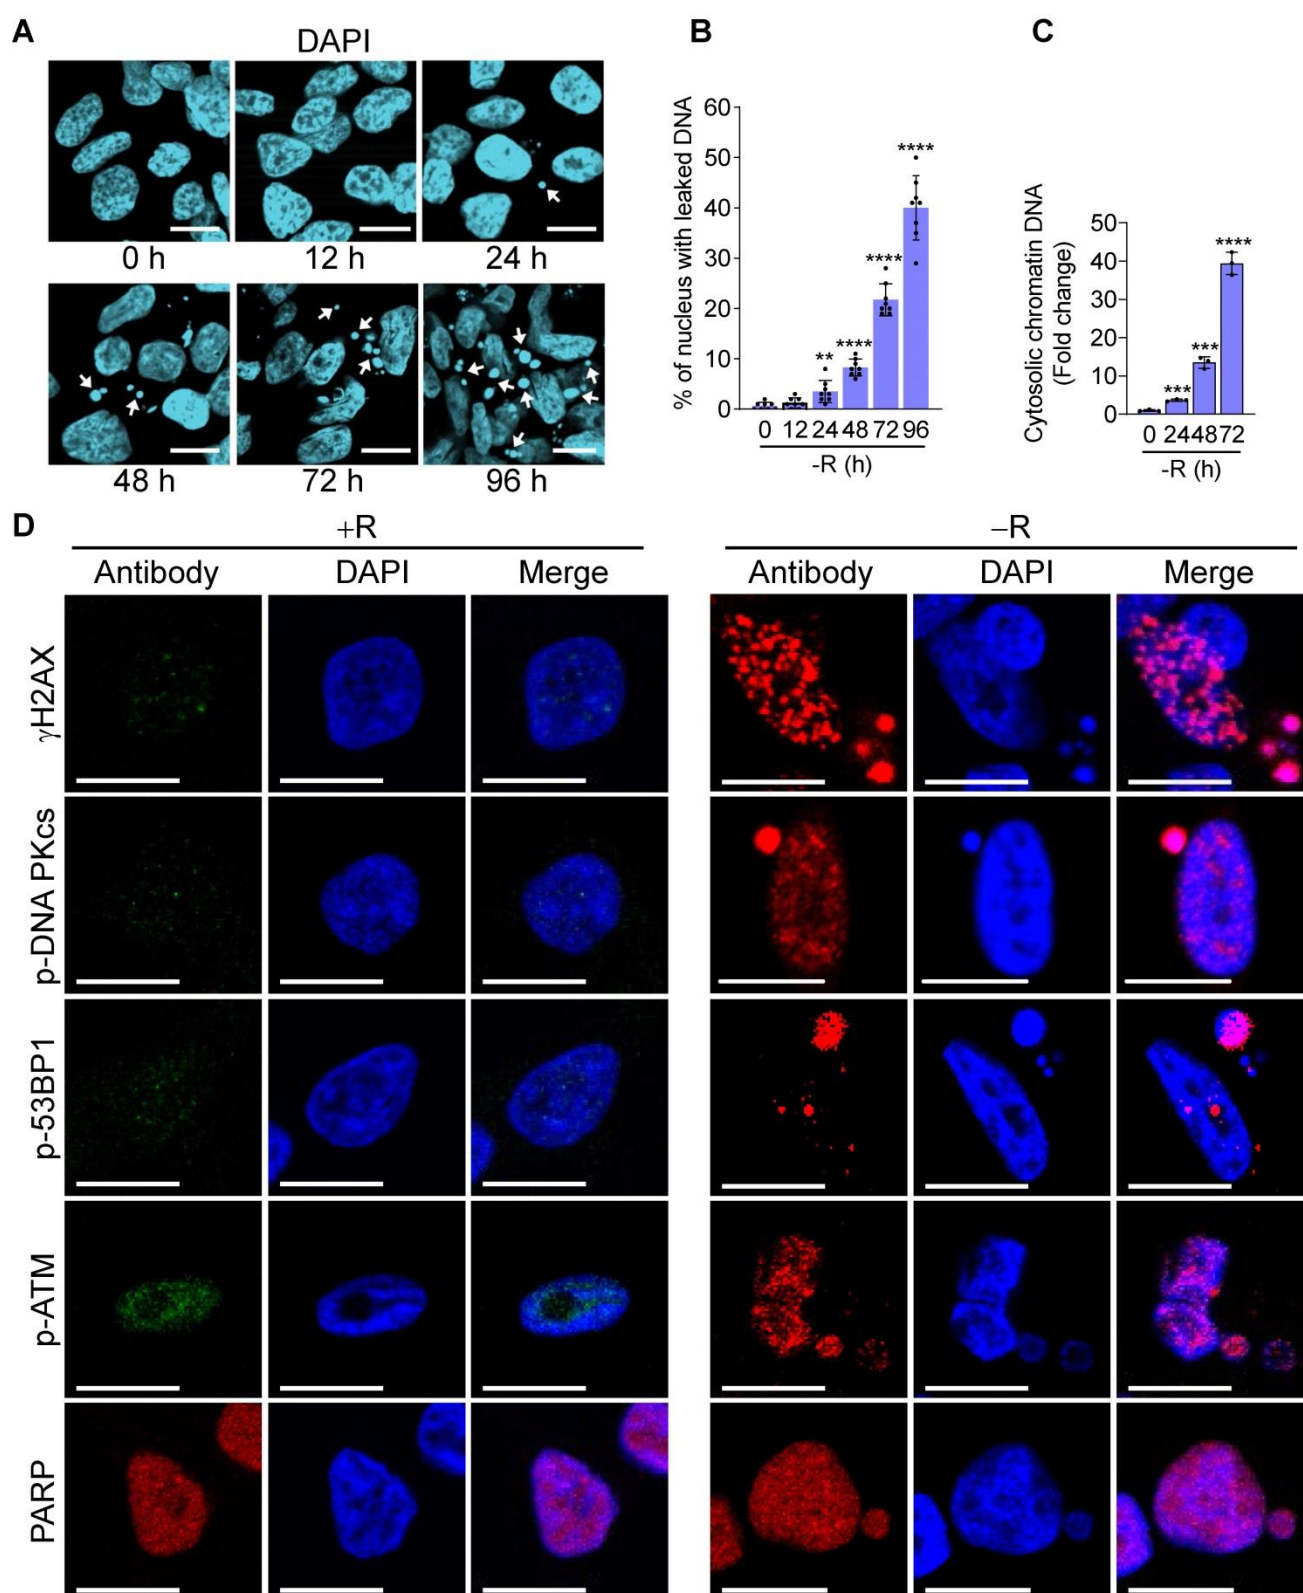 A
DAPI
0 h
12 h
24 h
48 h
72 h
96 h
B
% of nucleus with leaked DNA
60
50
40
30
20
10
0
**
****
****
****
0 12 24 48 72 96
-R (h)
C
Cytosolic chromatin DNA
(Fold change)
50
40
30
20
10
0
***
***
****
0 24 48 72
-R (h)
D
+R
−R
Antibody DAPI Merge
Antibody DAPI Merge
γH2AX
p-DNA PKcs
p-53BP1
p-ATM
PARP